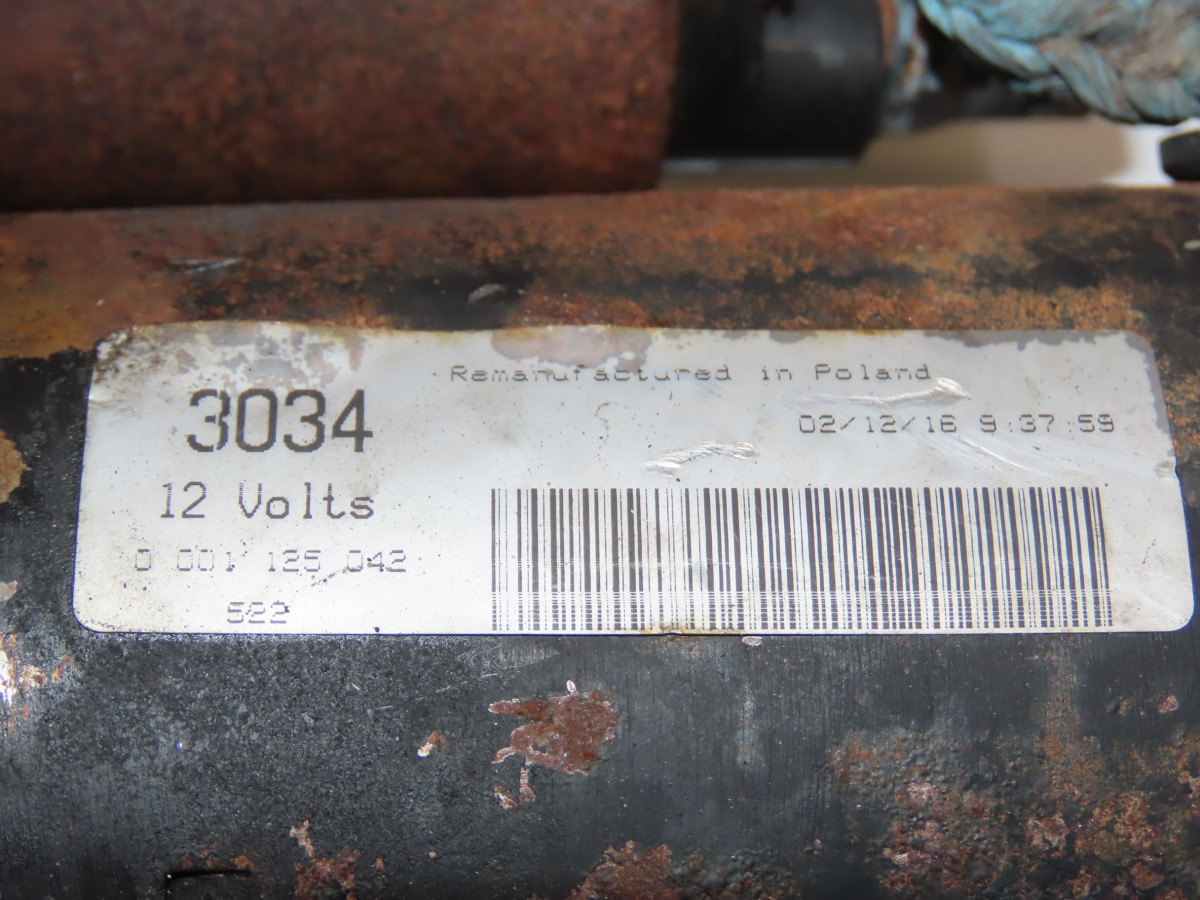 3034
12 Volts
0 001 125 042
522
Remanufactured in Poland
02/12/16 9:37:59